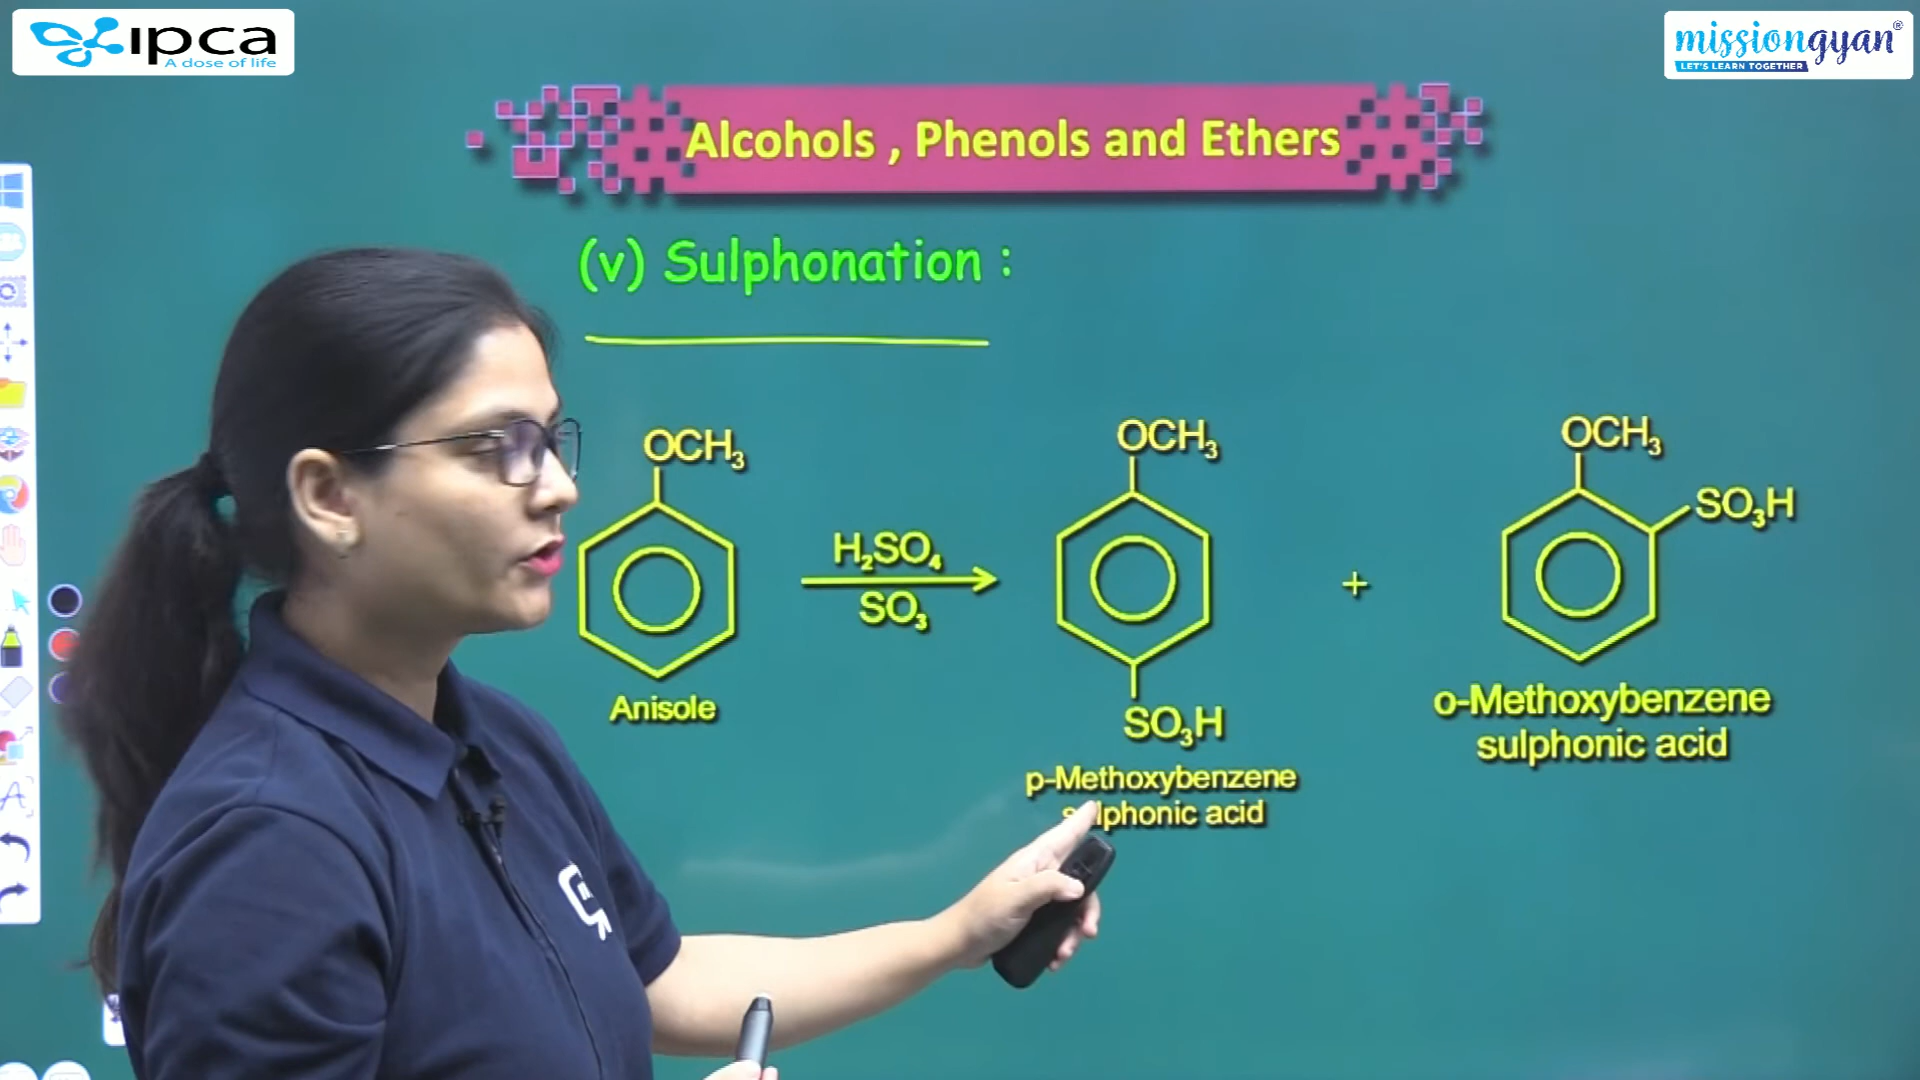 ipca
A dose of life
missiongyan®
LET'S LEARN TOGETHER
Alcohols , Phenols and Ethers
(v) Sulphonation :
OCH₃
OCH₃
OCH₃
SO₃H
H₂SO₄
SO₃
+
Anisole
SO₃H
o-Methoxybenzene
sulphonic acid
p-Methoxybenzene
sulphonic acid